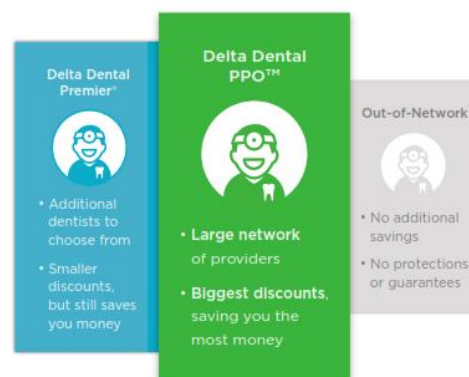 Delta Dental
Premier®
• Additional
dentists to
choose from
• Smaller
discounts,
but still saves
you money
Delta Dental
PPO™
• Large network
of providers
• Biggest discounts,
saving you the
most money
Out-of-Network
• No additional
savings
• No protections
or guarantees